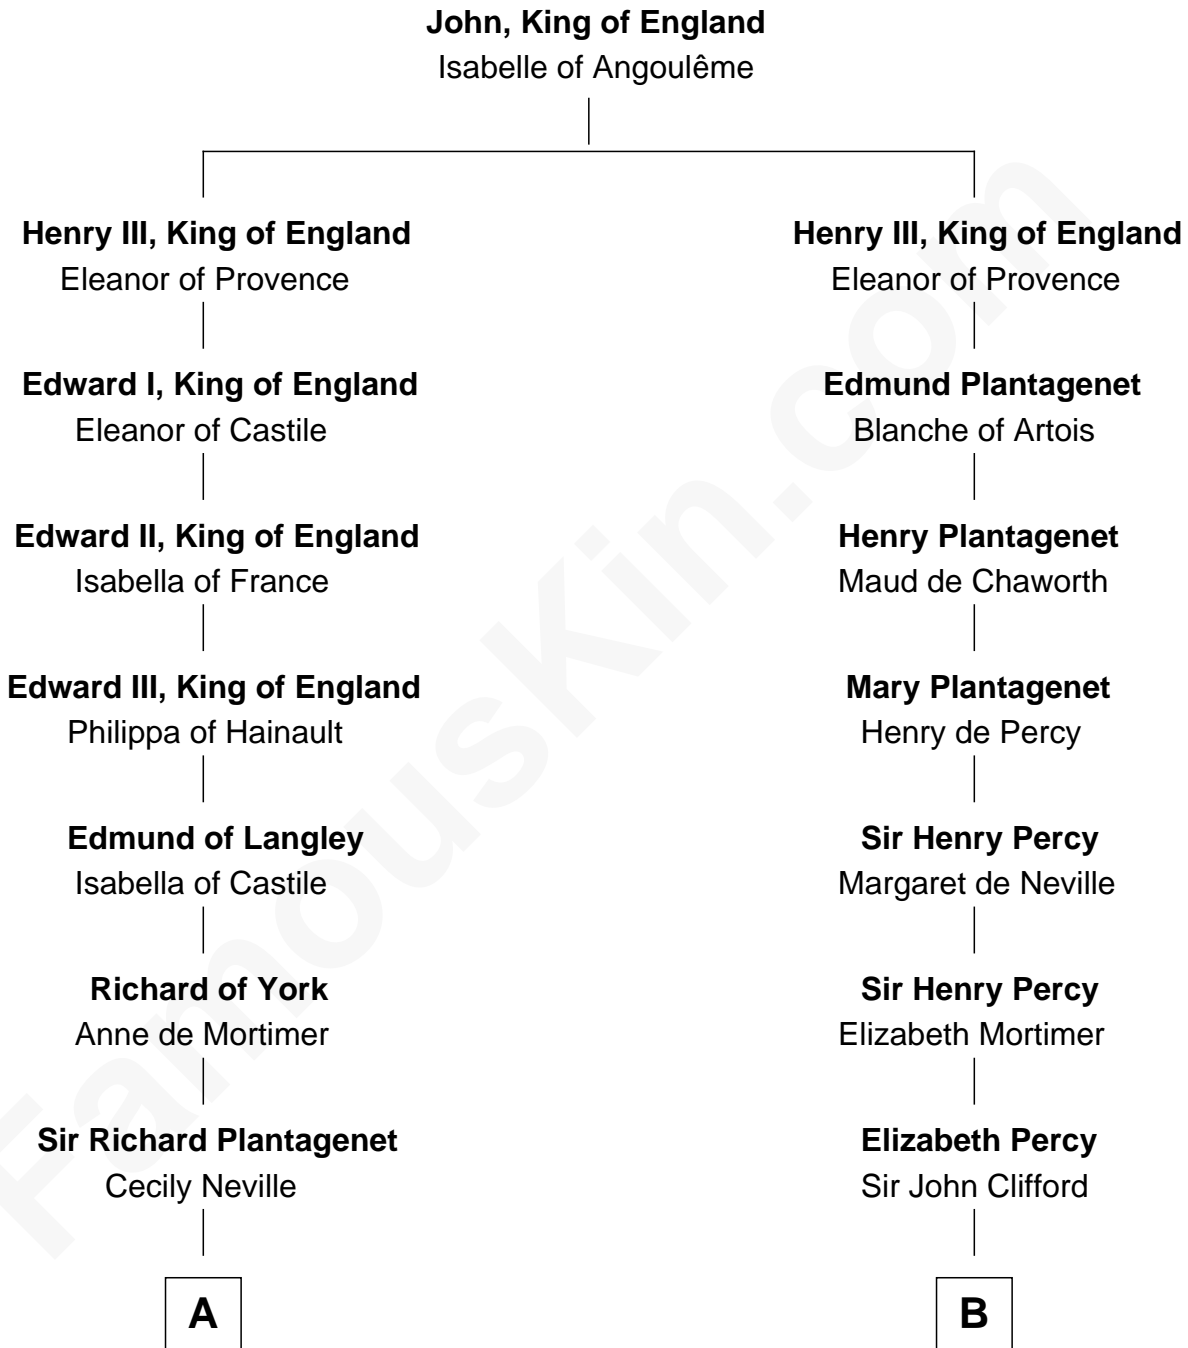 John, King of England
Isabelle of Angoulême
Henry III, King of England
Eleanor of Provence
Edward I, King of England
Eleanor of Castile
Edward II, King of England
Isabella of France
Edward III, King of England
Philippa of Hainault
Edmund of Langley
Isabella of Castile
Richard of York
Anne de Mortimer
Sir Richard Plantagenet
Cecily Neville
A
Henry III, King of England
Eleanor of Provence
Edmund Plantagenet
Blanche of Artois
Henry Plantagenet
Maud de Chaworth
Mary Plantagenet
Henry de Percy
Sir Henry Percy
Margaret de Neville
Sir Henry Percy
Elizabeth Mortimer
Elizabeth Percy
Sir John Clifford
B
FamousKin.com